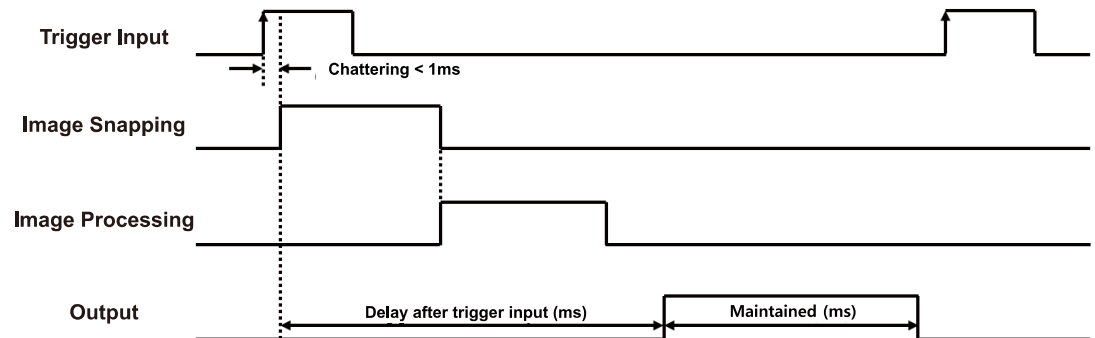 Trigger Input
Chattering < 1ms
Image Snapping
Image Processing
Output
Delay after trigger input (ms)
Maintained (ms)